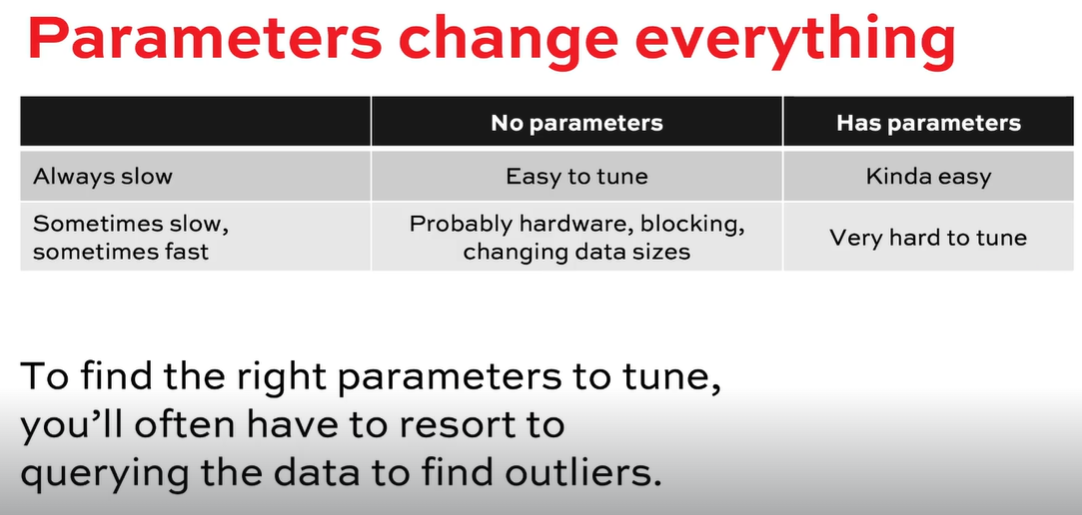 Parameters change everything
No parameters
Has parameters
Always slow
Easy to tune
Kinda easy
Sometimes slow,
sometimes fast
Probably hardware, blocking,
changing data sizes
Very hard to tune
To find the right parameters to tune,
you’ll often have to resort to
querying the data to find outliers.